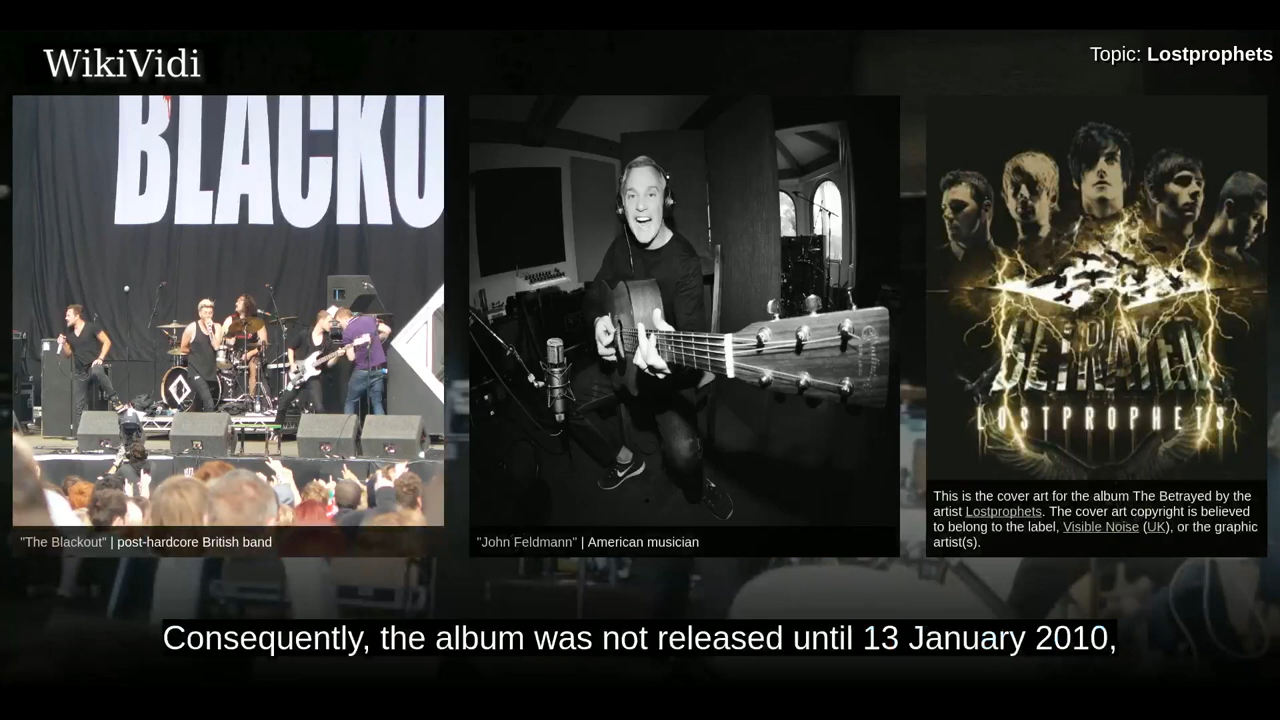 WikiVidi
Topic: Lostprophets
BLACKO
"The Blackout" | post-hardcore British band
"John Feldmann" | American musician
BETRAYED
LOSTPROPHETS
This is the cover art for the album The Betrayed by the
artist Lostprophets. The cover art copyright is believed
to belong to the label, Visible Noise (UK), or the graphic
artist(s).
Consequently, the album was not released until 13 January 2010,